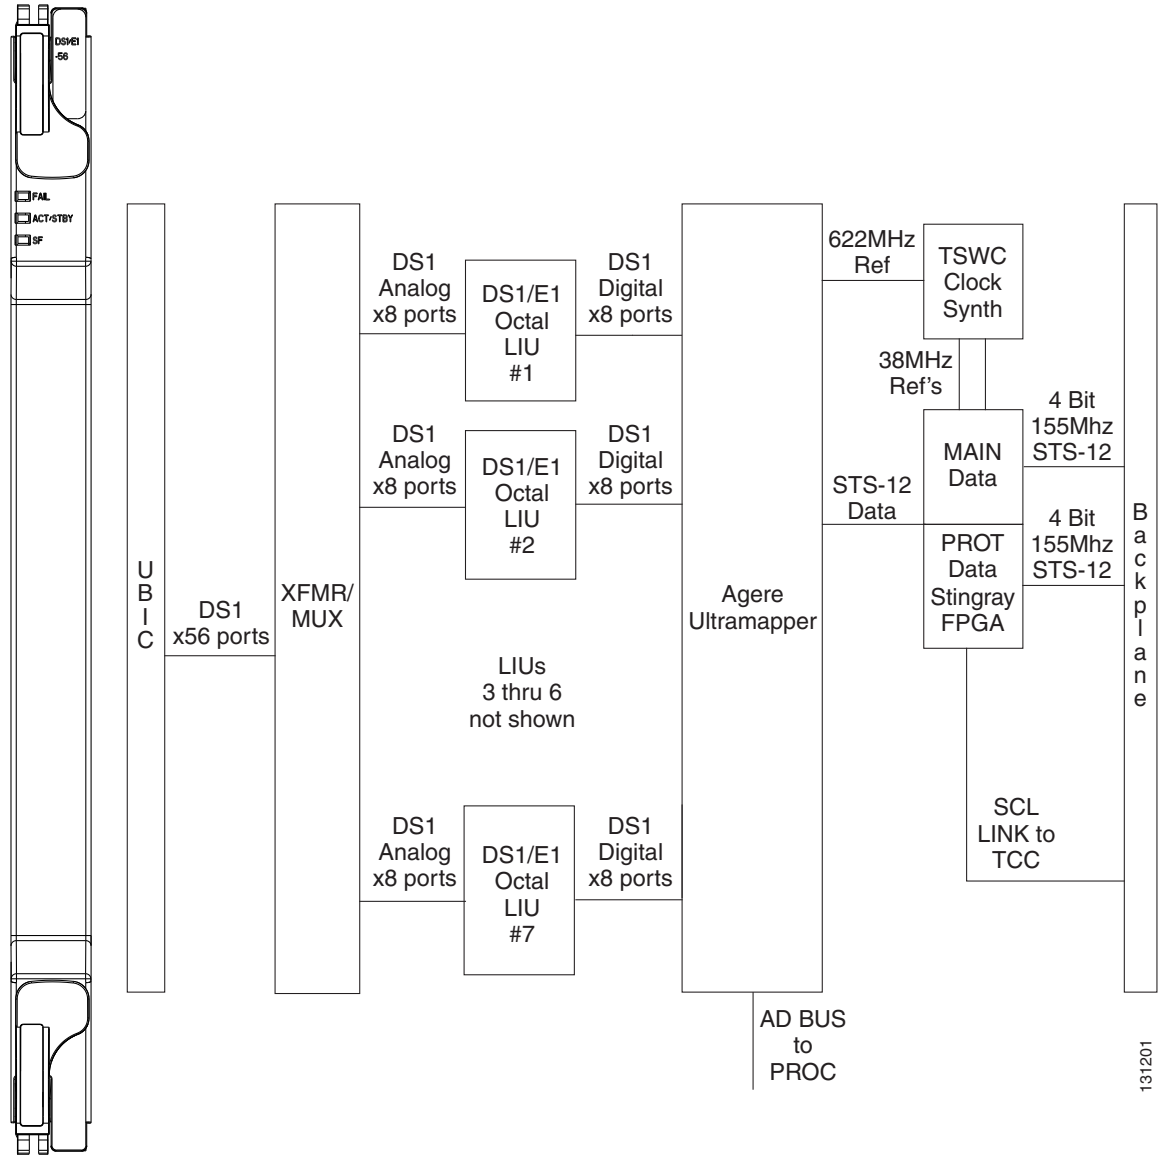 DS1/E1
-56
FAIL
ACT/STBY
SF
UBIC
DS1
x56 ports
XFMR/
MUX
DS1
Analog
x8 ports
DS1/E1
Octal
LIU
#1
DS1
Digital
x8 ports
DS1
Analog
x8 ports
DS1/E1
Octal
LIU
#2
DS1
Digital
x8 ports
LIUs
3 thru 6
not shown
DS1
Analog
x8 ports
DS1/E1
Octal
LIU
#7
DS1
Digital
x8 ports
Agere
Ultramapper
AD BUS
to
PROC
622MHz
Ref
TSWC
Clock
Synth
38MHz
Ref's
STS-12
Data
MAIN
Data
PROT
Data
Stingray
FPGA
4 Bit
155Mhz
STS-12
4 Bit
155Mhz
STS-12
SCL
LINK to
TCC
Backplane
131201